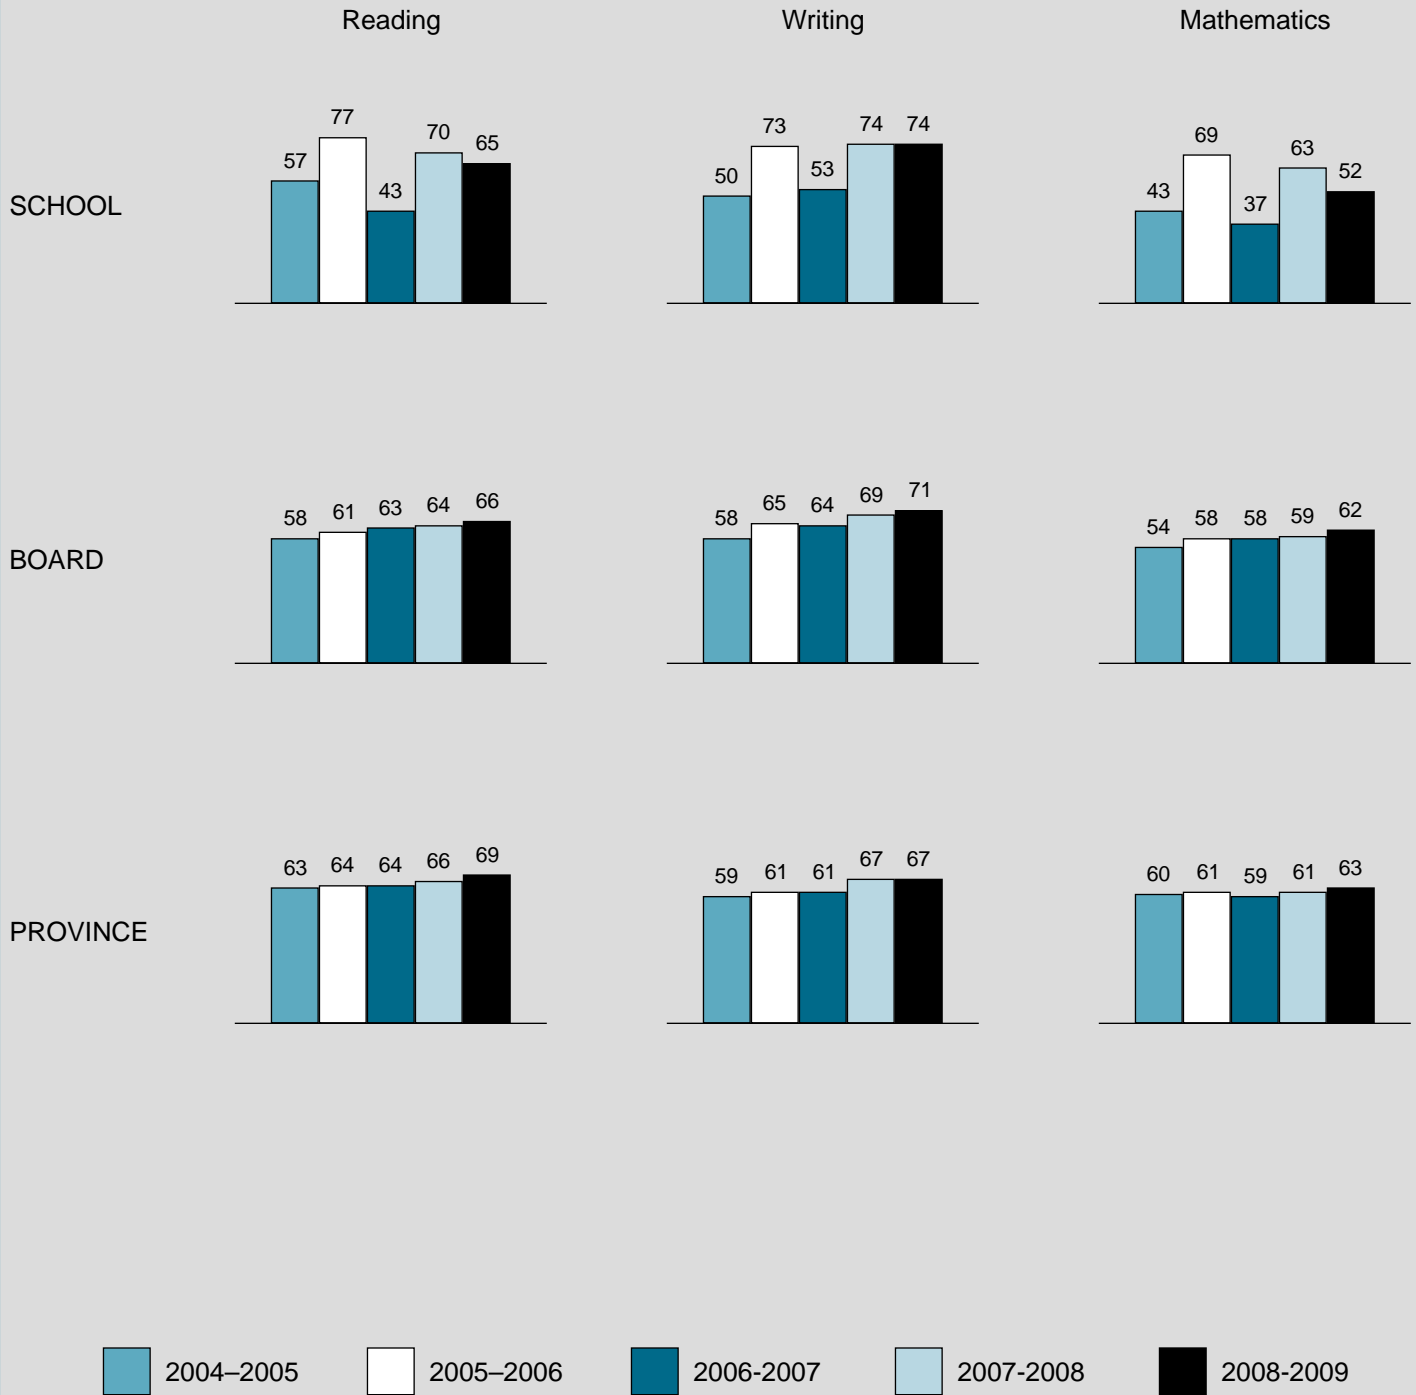 Reading Writing Mathematics
SCHOOL
57 77 43 70 65
50 73 53 74 74
43 69 37 63 52
BOARD
58 61 63 64 66
58 65 64 69 71
54 58 58 59 62
PROVINCE
63 64 64 66 69
59 61 61 67 67
60 61 59 61 63
2004–2005 2005–2006 2006-2007 2007-2008 2008-2009